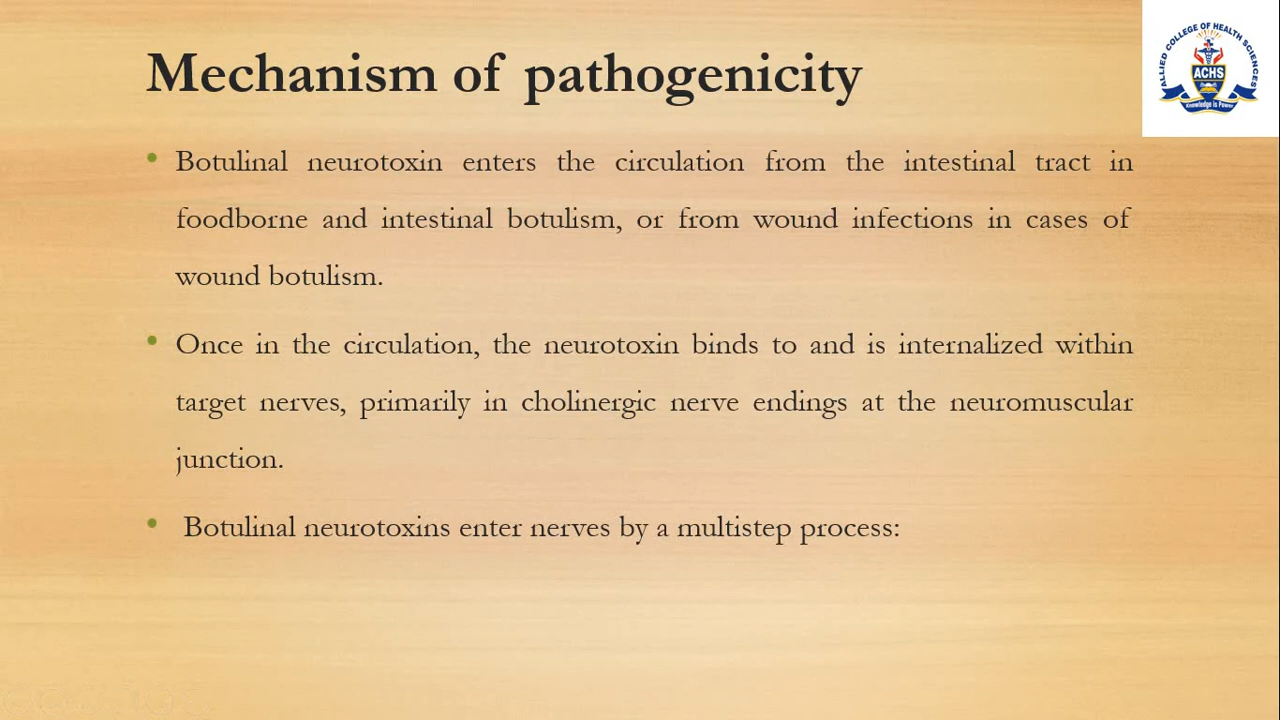 Mechanism of pathogenicity
ALLIED COLLEGE OF HEALTH SCIENCES
ACHS
Knowledge is Power
• Botulinal neurotoxin enters the circulation from the intestinal tract in
foodborne and intestinal botulism, or from wound infections in cases of
wound botulism.
• Once in the circulation, the neurotoxin binds to and is internalized within
target nerves, primarily in cholinergic nerve endings at the neuromuscular
junction.
• Botulinal neurotoxins enter nerves by a multistep process: